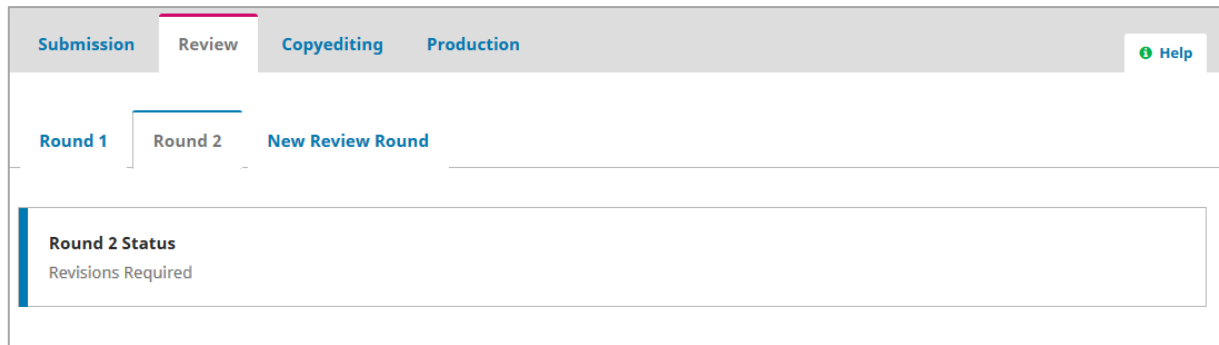 Submission Review Copyediting Production
Help
Round 1 Round 2 New Review Round
Round 2 Status
Revisions Required